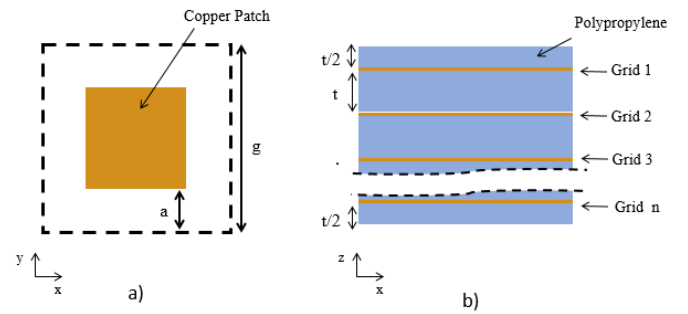 Copper Patch
g
a
y
x
a)
Polypropylene
t/2
Grid 1
t
Grid 2
Grid 3
t/2
Grid n
z
x
b)